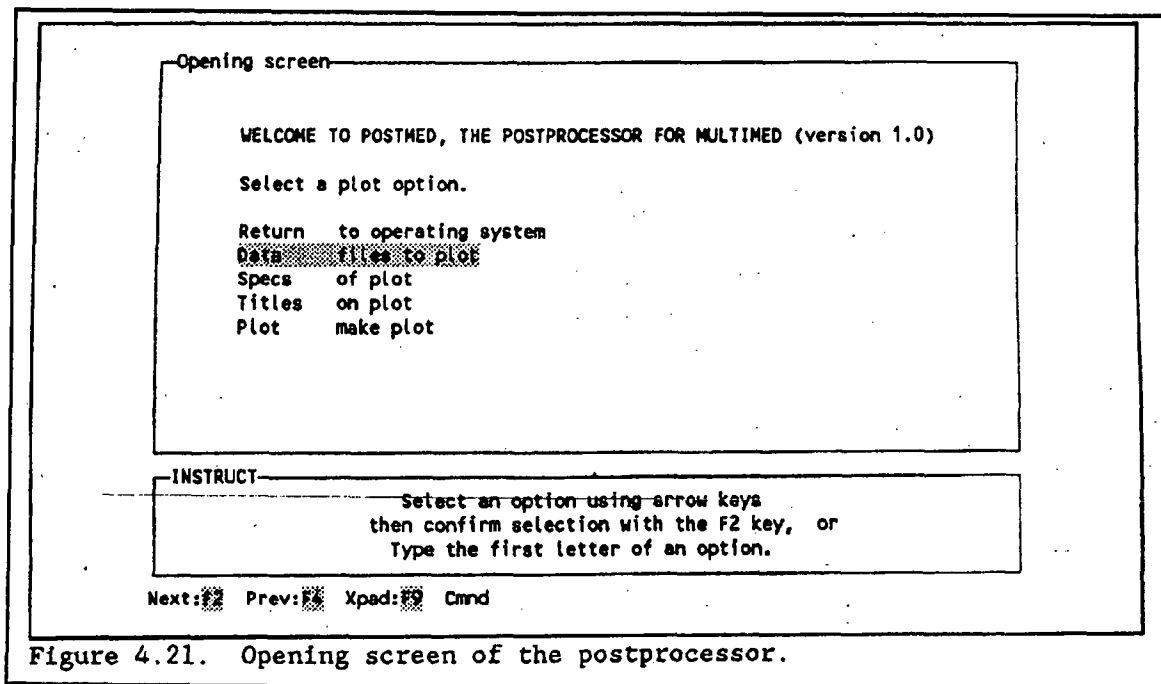 Opening screen
WELCOME TO POSTMED, THE POSTPROCESSOR FOR MULTIMED (version 1.0)
Select a plot option.
Return to operating system
Data files to plot
Specs of plot
Titles on plot
Plot make plot
INSTRUCT
Select an option using arrow keys
then confirm selection with the F2 key, or
Type the first letter of an option.
Next:F2 Prev:F4 Xpad:F9 Cmnd
Figure 4.21. Opening screen of the postprocessor.